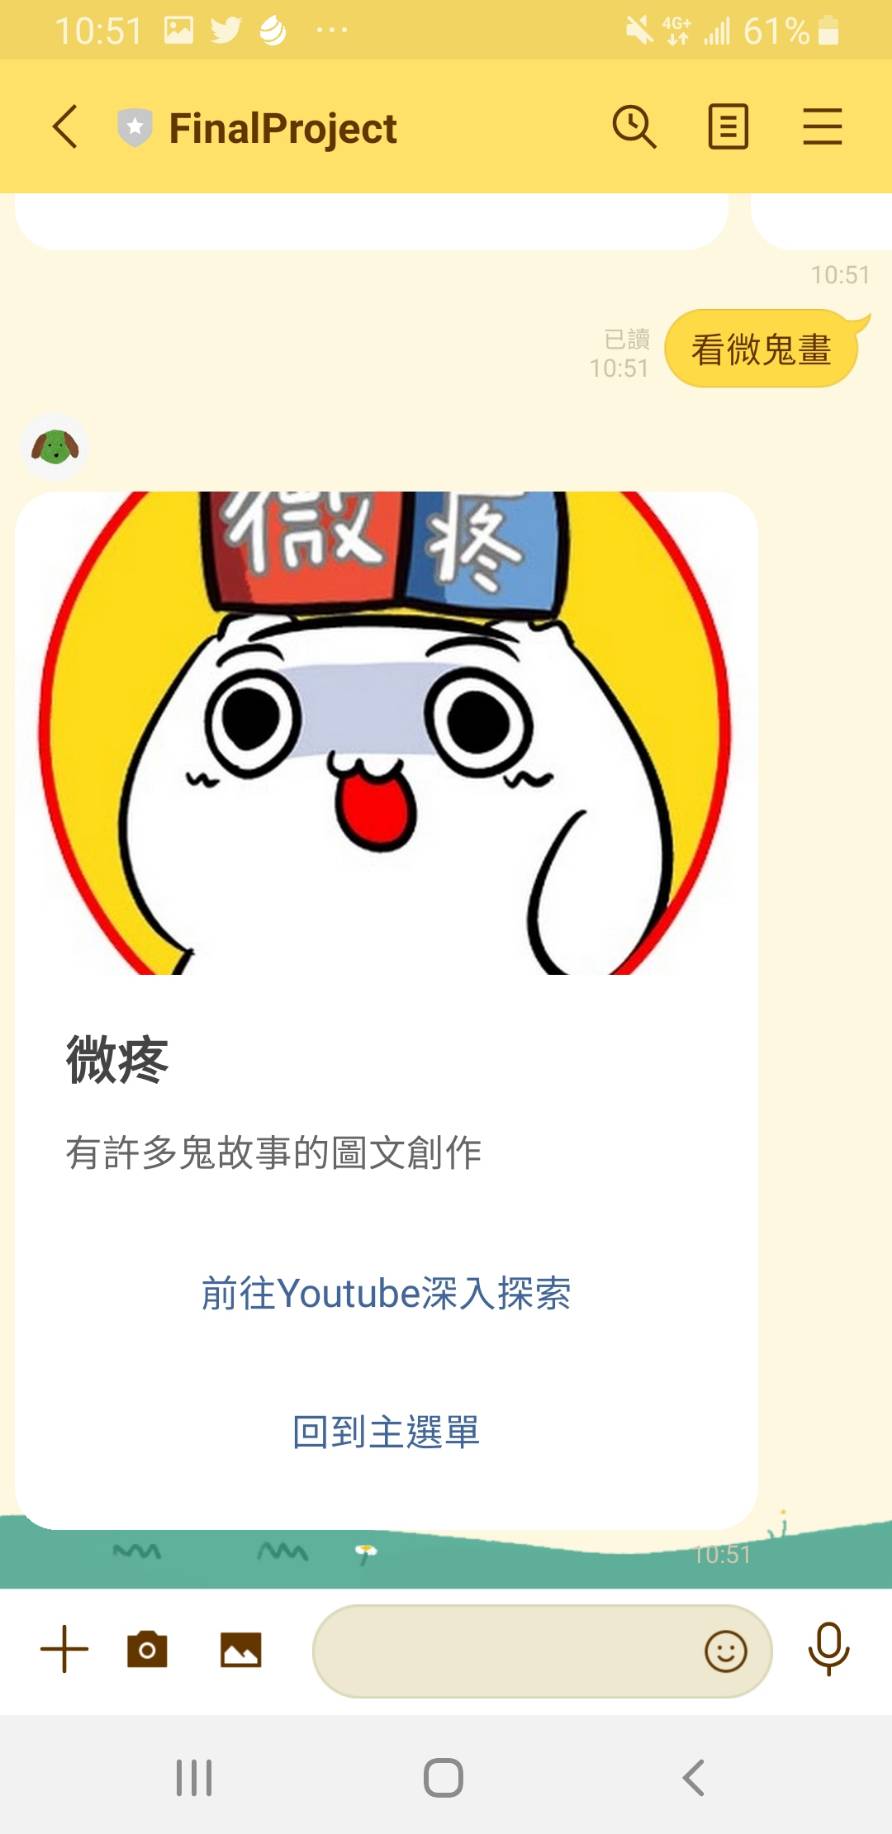 10:51
4G+
61%
FinalProject
10:51
已讀
10:51
看微鬼畫
微疼
微疼
有許多鬼故事的圖文創作
前往Youtube深入探索
回到主選單
10:51